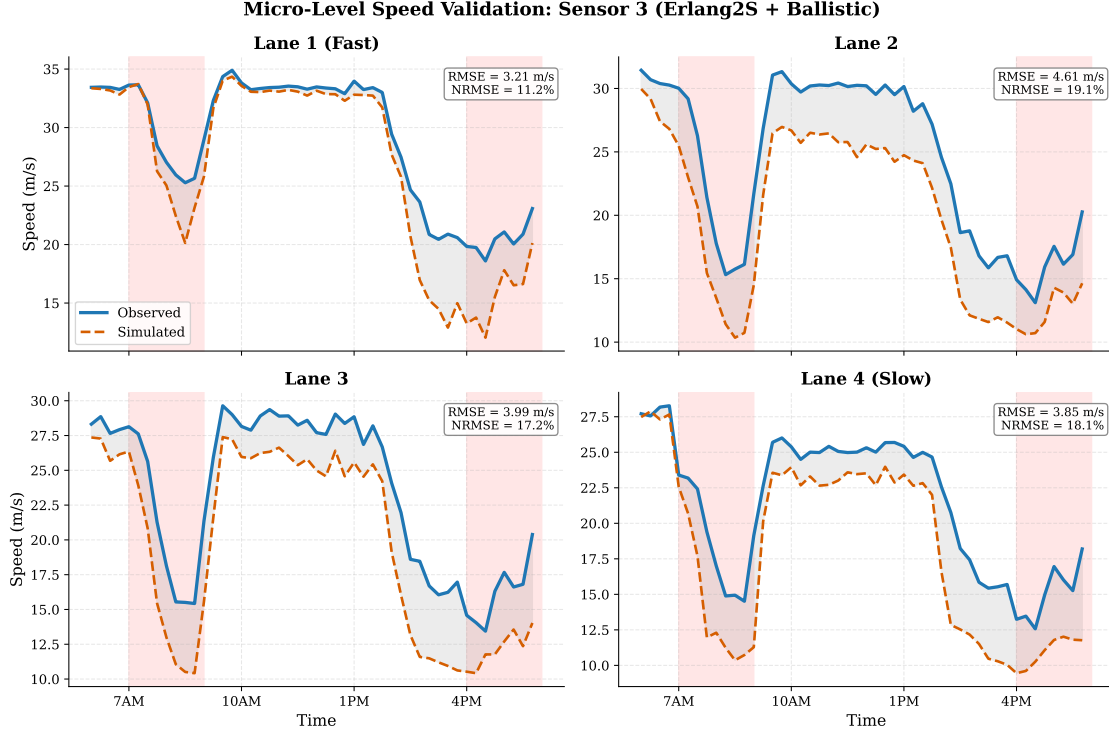 Micro-Level Speed Validation: Sensor 3 (Erlang2S + Ballistic)
Lane 1 (Fast)
Speed (m/s)
35
30
25
20
15
RMSE = 3.21 m/s
NRMSE = 11.2%
Observed
Simulated
Lane 2
30
25
20
15
10
RMSE = 4.61 m/s
NRMSE = 19.1%
Lane 3
Speed (m/s)
30.0
27.5
25.0
22.5
20.0
17.5
15.0
12.5
10.0
RMSE = 3.99 m/s
NRMSE = 17.2%
7AM
10AM
1PM
4PM
Time
Lane 4 (Slow)
27.5
25.0
22.5
20.0
17.5
15.0
12.5
10.0
RMSE = 3.85 m/s
NRMSE = 18.1%
7AM
10AM
1PM
4PM
Time